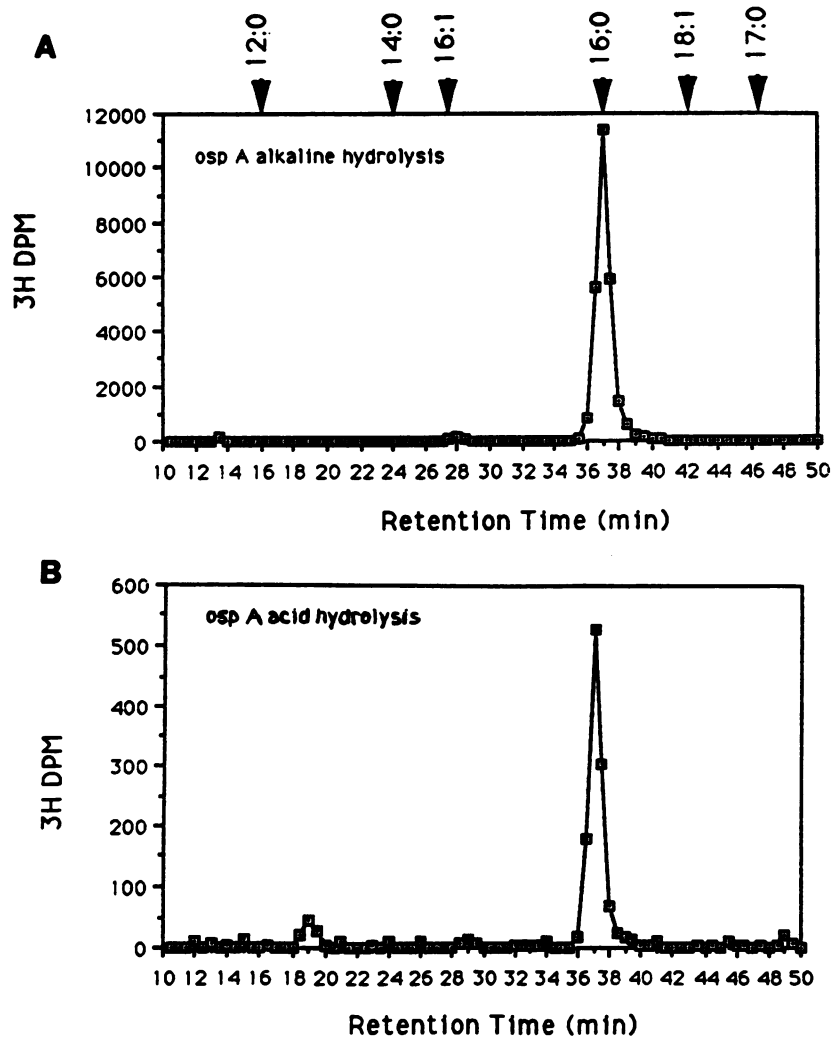 A
12:0 14:0 16:1 16;0 18:1 17:0
12000
10000
8000
6000
4000
2000
0
3H DPM
osp A alkaline hydrolysis
10 12 14 16 18 20 22 24 26 28 30 32 34 36 38 40 42 44 46 48 50
Retention Time (min)
B
600
500
400
300
200
100
0
3H DPM
osp A acid hydrolysis
10 12 14 16 18 20 22 24 26 28 30 32 34 36 38 40 42 44 46 48 50
Retention Time (min)